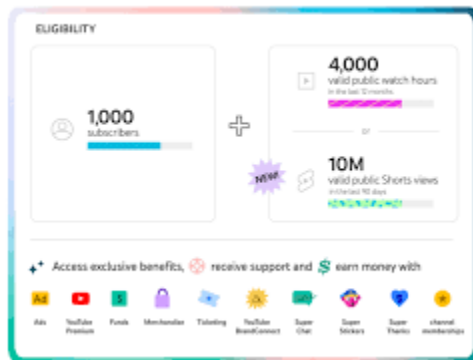 ELIGIBILITY
1,000
subscribers
4,000
valid public watch hours
in the last 12 months
or
NEW!
10M
valid public Shorts views
in the last 90 days
Access exclusive benefits, receive support and earn money with
Ad
Ads
YouTube Premium
Funds
Merchandise
Ticketing
YouTube BrandConnect
Super Chat
Super Stickers
Super Thanks
channel memberships